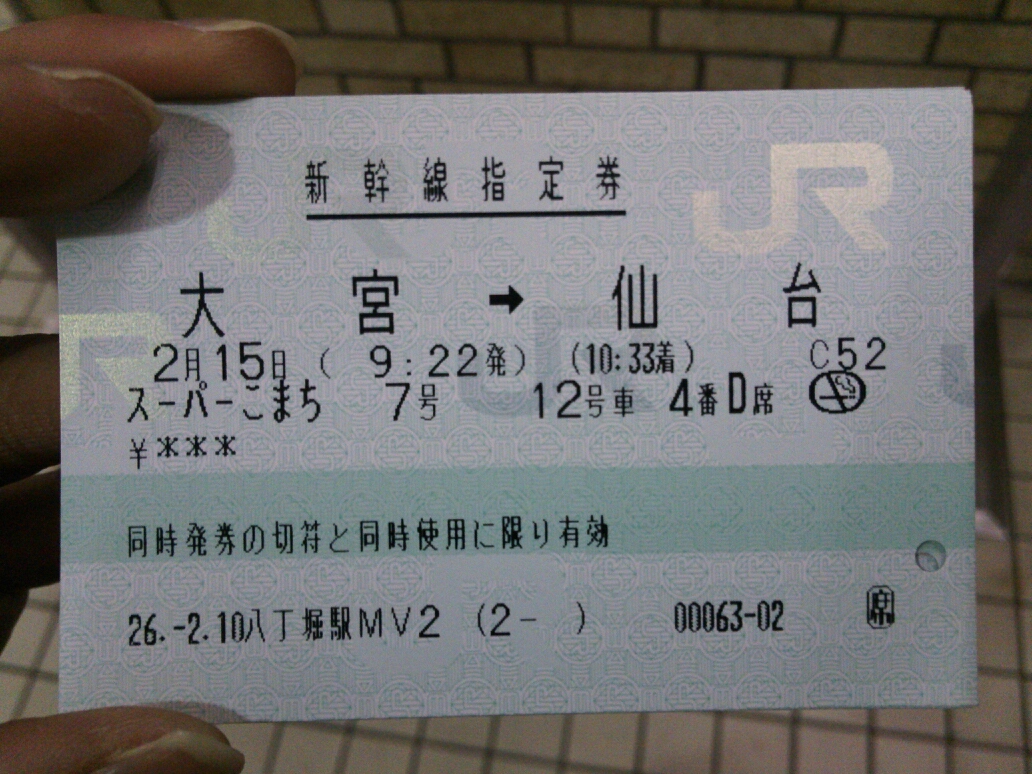 新幹線指定券
JR
大宮 → 仙台
2月15日 ( 9:22発) (10:33着) C52
スーパーこまち 7号 12号車 4番D席
¥***
同時発券の切符と同時使用に限り有効
26.-2.10八丁堀駅MV2 (2- ) 00063-02 席